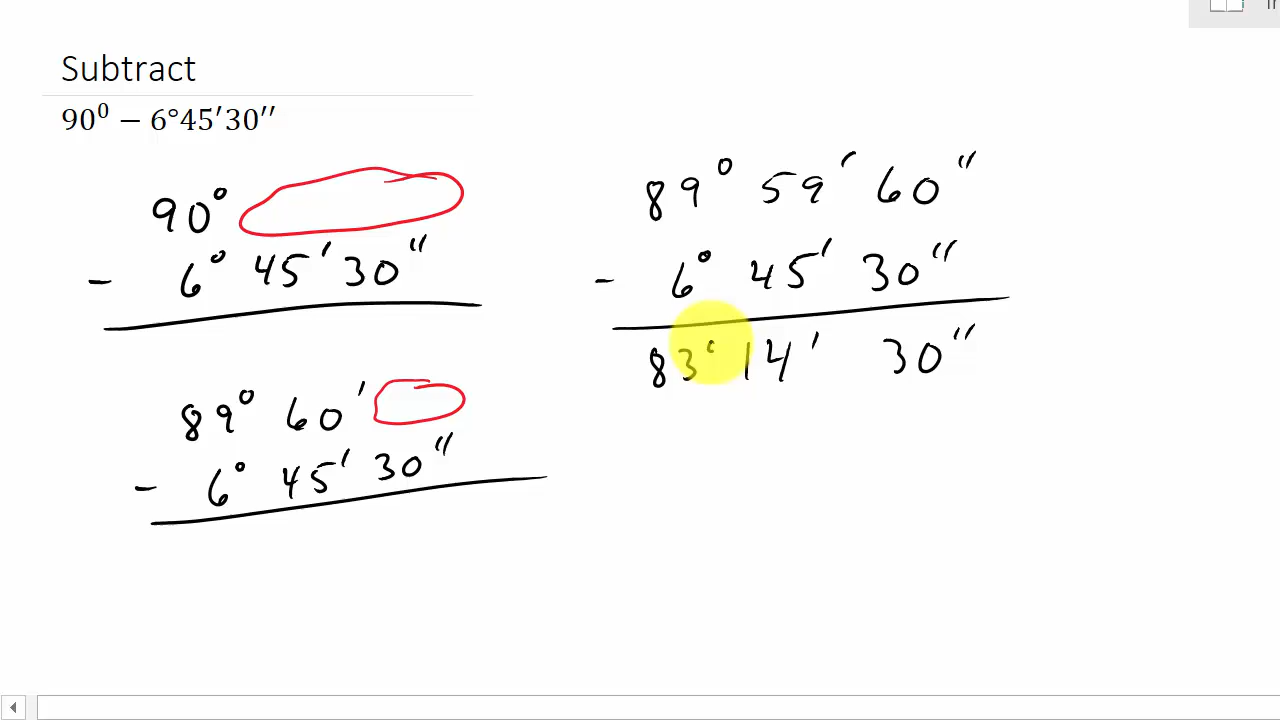 Subtract
90⁰ − 6°45′30′′
90°
− 6° 45′ 30″
89° 60′
− 6° 45′ 30″
89° 59′ 60″
− 6° 45′ 30″
83° 14′ 30″